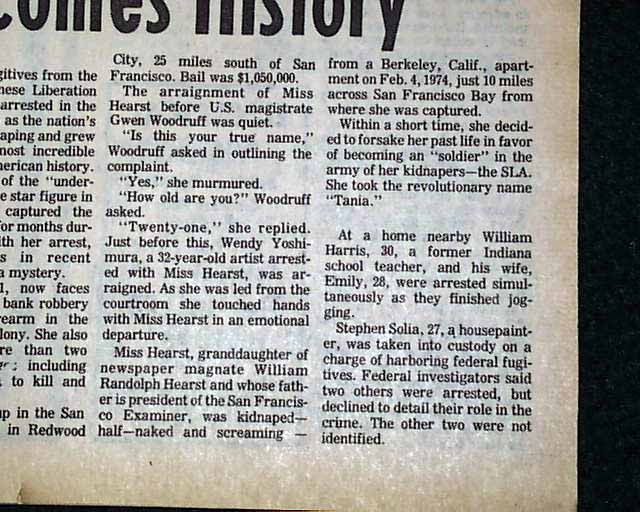 comes history
gitives from the
nese Liberation
arrested in the
as the nation's
aping and grew
most incredible
merican history.
of the "under-
e star figure in
captured the
for months dur-
ith her arrest,
s in recent
a mystery.
1, now faces
bank robbery
rearm in the
lony. She also
re than two
including
to kill and
up in the San
in Redwood
City, 25 miles south of San
Francisco. Bail was $1,050,000.
The arraignment of Miss
Hearst before U.S. magistrate
Gwen Woodruff was quiet.
"Is this your true name,"
Woodruff asked in outlining the
complaint.
"Yes," she murmured.
"How old are you?" Woodruff
asked.
"Twenty-one," she replied.
Just before this, Wendy Yoshi-
mura, a 32-year-old artist arrest-
ed with Miss Hearst, was ar-
raigned. As she was led from the
courtroom she touched hands
with Miss Hearst in an emotional
departure.
Miss Hearst, granddaughter of
newspaper magnate William
Randolph Hearst and whose fath-
er is president of the San Francis-
co Examiner, was kidnaped—
half—naked and screaming —
from a Berkeley, Calif., apart-
ment on Feb. 4, 1974, just 10 miles
across San Francisco Bay from
where she was captured.
Within a short time, she decid-
ed to forsake her past life in favor
of becoming an "soldier" in the
army of her kidnapers—the SLA.
She took the revolutionary name
"Tania."
At a home nearby William
Harris, 30, a former Indiana
school teacher, and his wife,
Emily, 28, were arrested simul-
taneously as they finished jog-
ging.
Stephen Solia, 27, a housepaint-
er, was taken into custody on a
charge of harboring federal fugi-
tives. Federal investigators said
two others were arrested, but
declined to detail their role in the
crime. The other two were not
identified.